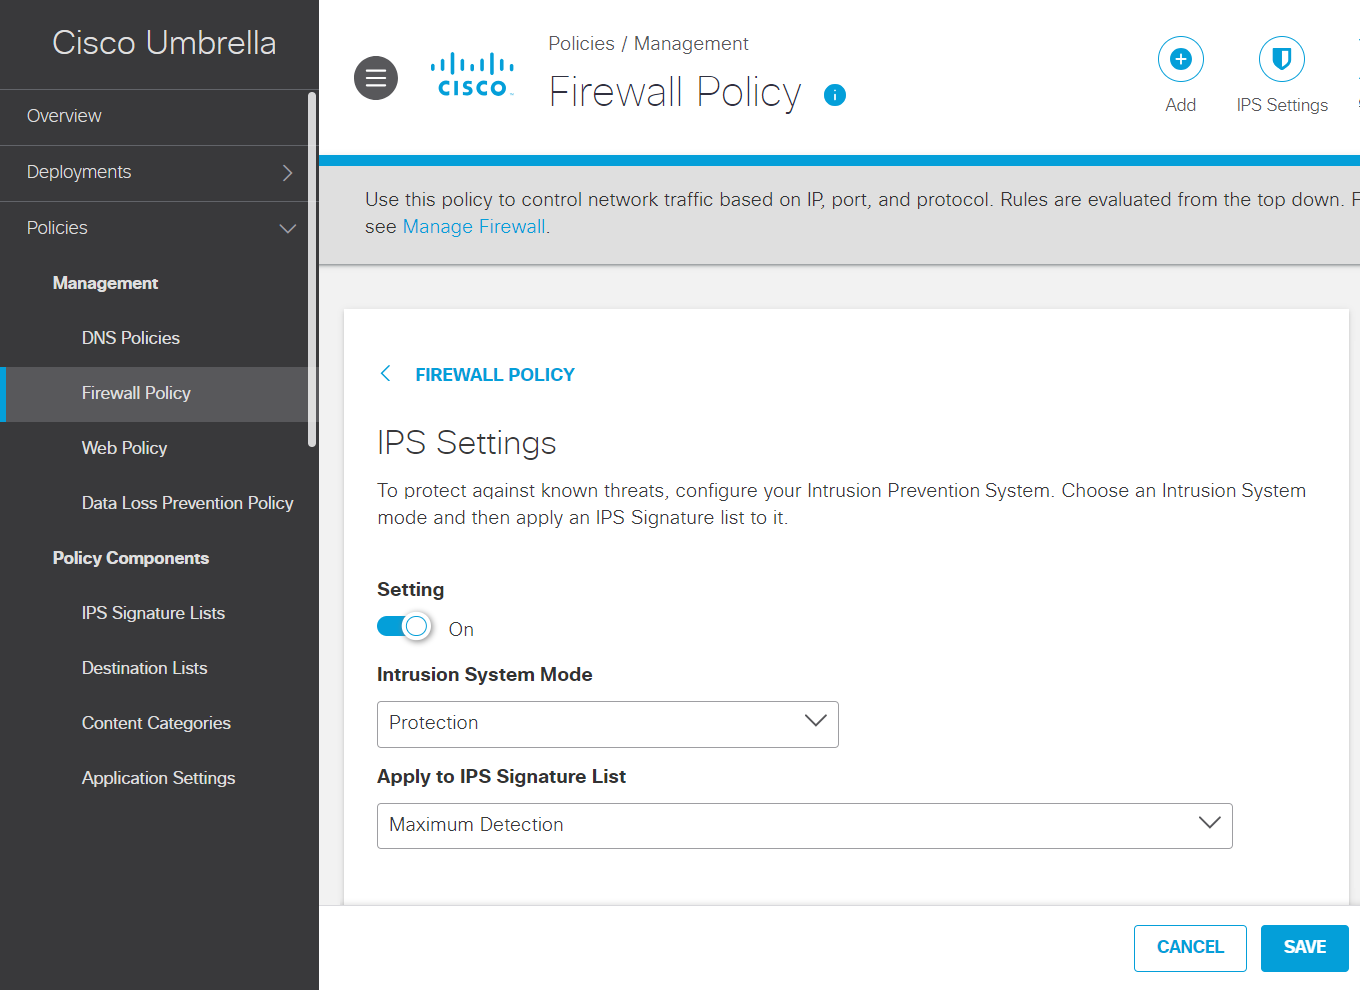 Cisco Umbrella
Overview
Deployments
Policies
Management
DNS Policies
Firewall Policy
Web Policy
Data Loss Prevention Policy
Policy Components
IPS Signature Lists
Destination Lists
Content Categories
Application Settings
CISCO
Policies / Management
Firewall Policy
Add
IPS Settings
Use this policy to control network traffic based on IP, port, and protocol. Rules are evaluated from the top down.
see Manage Firewall.
FIREWALL POLICY
IPS Settings
To protect against known threats, configure your Intrusion Prevention System. Choose an Intrusion System
mode and then apply an IPS Signature list to it.
Setting
On
Intrusion System Mode
Protection
Apply to IPS Signature List
Maximum Detection
CANCEL
SAVE